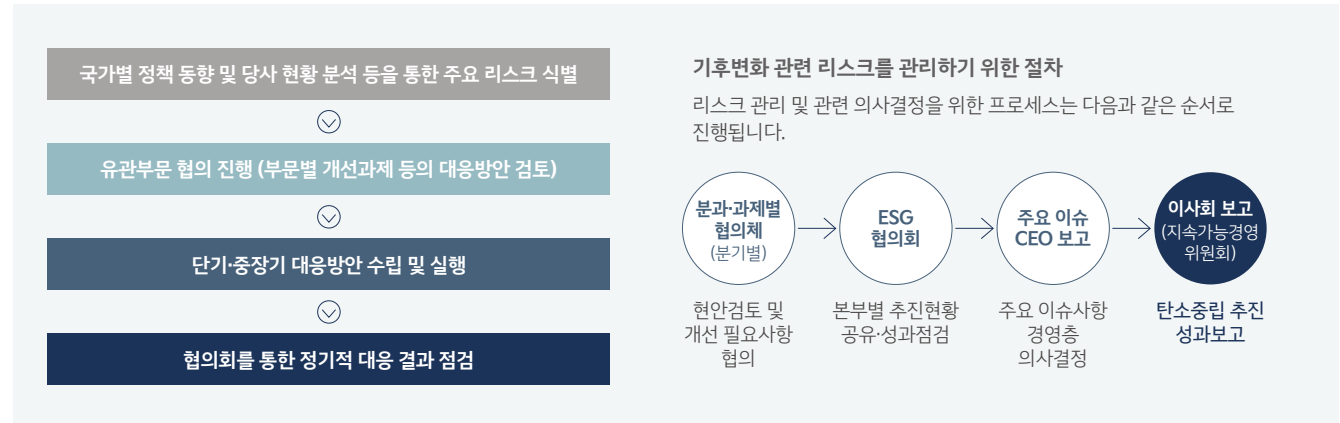 국가별 정책 동향 및 당사 현황 분석 등을 통한 주요 리스크 식별
유관부문 협의 진행 (부문별 개선과제 등의 대응방안 검토)
단기·중장기 대응방안 수립 및 실행
협의회를 통한 정기적 대응 결과 점검
기후변화 관련 리스크를 관리하기 위한 절차
리스크 관리 및 관련 의사결정을 위한 프로세스는 다음과 같은 순서로
진행됩니다.
분과·과제별
협의체
(분기별)
ESG
협의회
주요 이슈
CEO 보고
이사회 보고
(지속가능경영
위원회)
현안검토 및
개선 필요사항
협의
본부별 추진현황
공유·성과점검
주요 이슈사항
경영층
의사결정
탄소중립 추진
성과보고